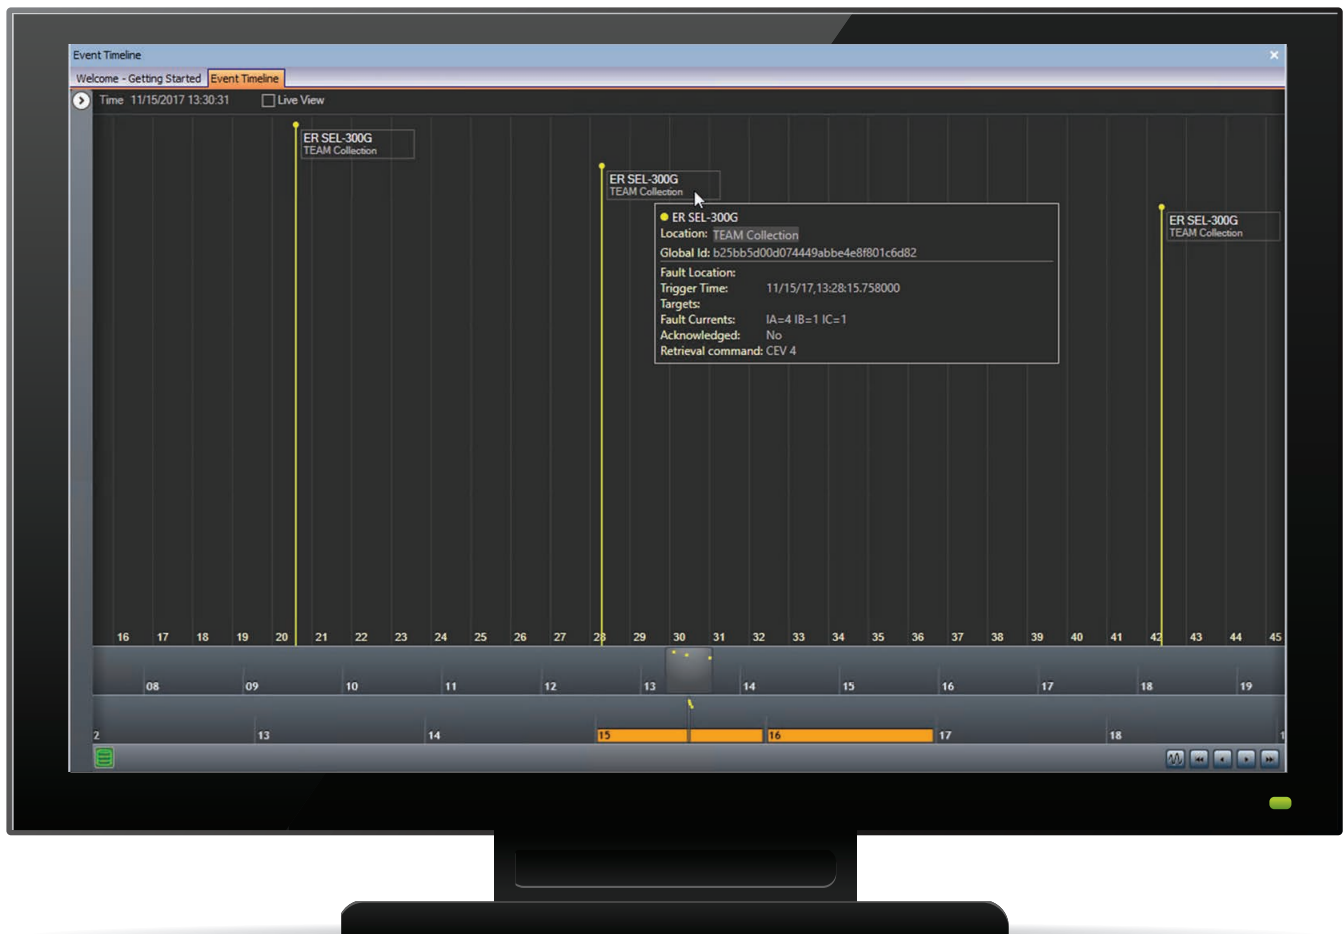 Event Timeline
Welcome - Getting Started Event Timeline
Time 11/15/2017 13:30:31 Live View
ER SEL-300G
TEAM Collection
ER SEL-300G
TEAM Collection
ER SEL-300G
TEAM Collection
ER SEL-300G
Location: TEAM Collection
Global Id: b25bb5d00d074449abbe4e8f801c6d82
Fault Location:
Trigger Time: 11/15/17,13:28:15.758000
Targets:
Fault Currents: IA=4 IB=1 IC=1
Acknowledged: No
Retrieval command: CEV 4
16 17 18 19 20 21 22 23 24 25 26 27 28 29 30 31 32 33 34 35 36 37 38 39 40 41 42 43 44 45
08 09 10 11 12 13 14 15 16 17 18 19
2 13 14 15 16 17 18 1